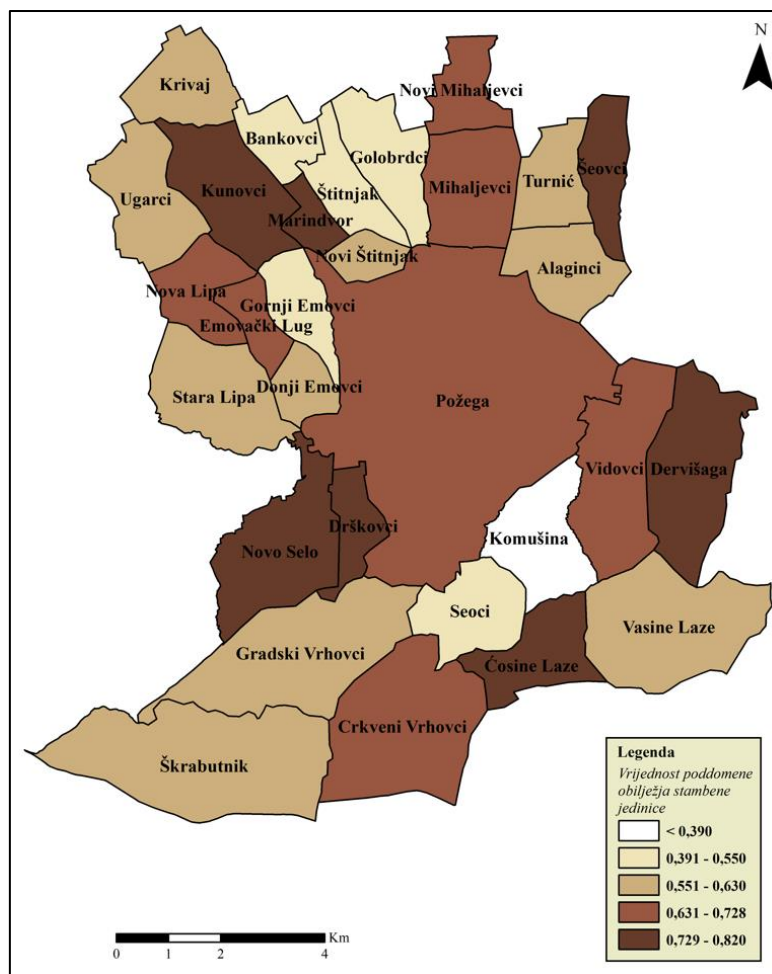 N
Krivaj
Novi Mihaljevci
Bankovci
Golobrdci
Šeovci
Turnić
Mihaljevci
Kunovci
Štitnjak
Ugarci
Marindvor
Novi Štitnjak
Alaginci
Nova Lipa
Gornji Emovci
Emovački Lug
Donji Emovci
Stara Lipa
Požega
Vidovci
Dervišaga
Drškovci
Komušina
Novo Selo
Seoci
Vasine Laze
Gradski Vrhovci
Ćosine Laze
Crkveni Vrhovci
Škrabutnik
Legenda
Vrijednost poddomene
obilježja stambene
jedinice
< 0,390
0,391 - 0,550
0,551 - 0,630
0,631 - 0,728
0,729 - 0,820
Km
0 1 2 4